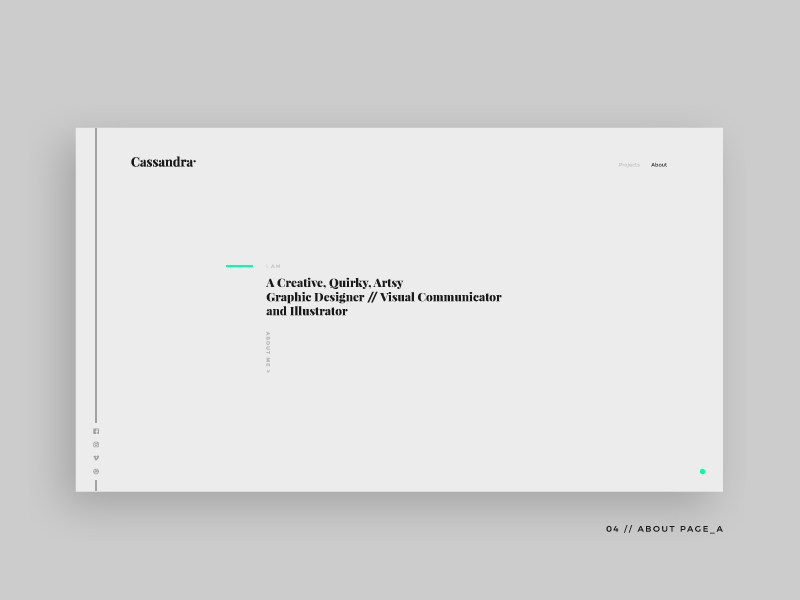 Cassandra
Projects About
I AM
A Creative, Quirky, Artsy
Graphic Designer // Visual Communicator
and Illustrator
ABOUT ME >
04 // ABOUT PAGE_A